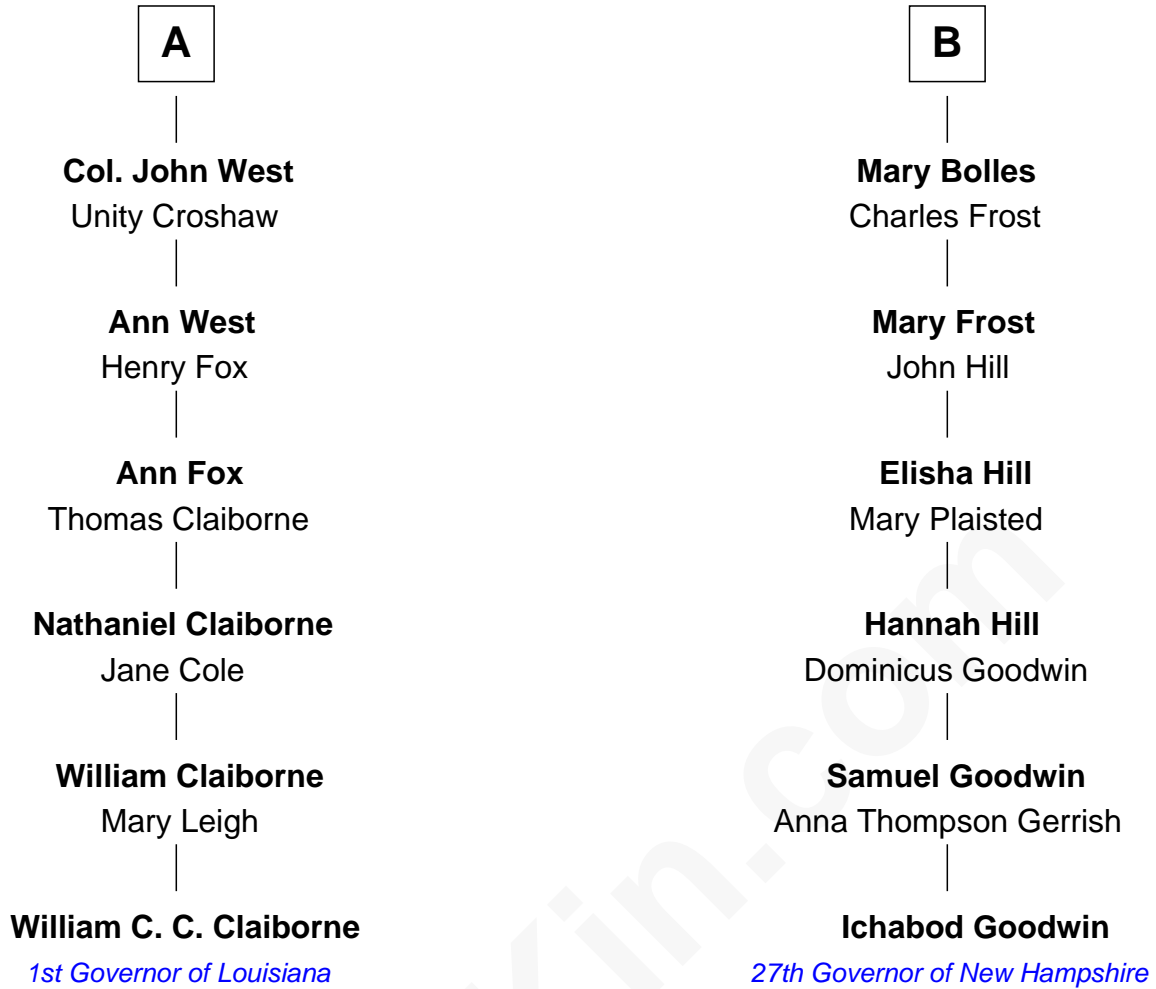 A
Col. John West
Unity Croshaw
Ann West
Henry Fox
Ann Fox
Thomas Claiborne
Nathaniel Claiborne
Jane Cole
William Claiborne
Mary Leigh
William C. C. Claiborne
1st Governor of Louisiana
B
Mary Bolles
Charles Frost
Mary Frost
John Hill
Elisha Hill
Mary Plaisted
Hannah Hill
Dominicus Goodwin
Samuel Goodwin
Anna Thompson Gerrish
Ichabod Goodwin
27th Governor of New Hampshire
Kin.com